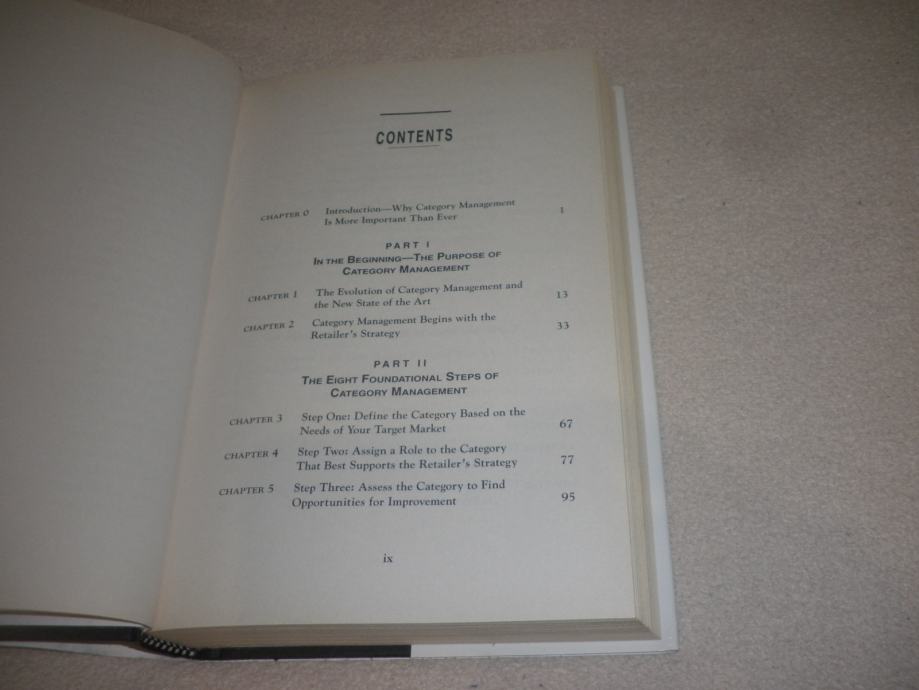 CONTENTS
CHAPTER 0 Introduction—Why Category Management
Is More Important Than Ever 1
PART I
IN THE BEGINNING—THE PURPOSE OF
CATEGORY MANAGEMENT
CHAPTER 1 The Evolution of Category Management and
the New State of the Art 13
CHAPTER 2 Category Management Begins with the
Retailer's Strategy 33
PART II
THE EIGHT FOUNDATIONAL STEPS OF
CATEGORY MANAGEMENT
CHAPTER 3 Step One: Define the Category Based on the
Needs of Your Target Market 67
CHAPTER 4 Step Two: Assign a Role to the Category
That Best Supports the Retailer's Strategy 77
CHAPTER 5 Step Three: Assess the Category to Find
Opportunities for Improvement 95
ix